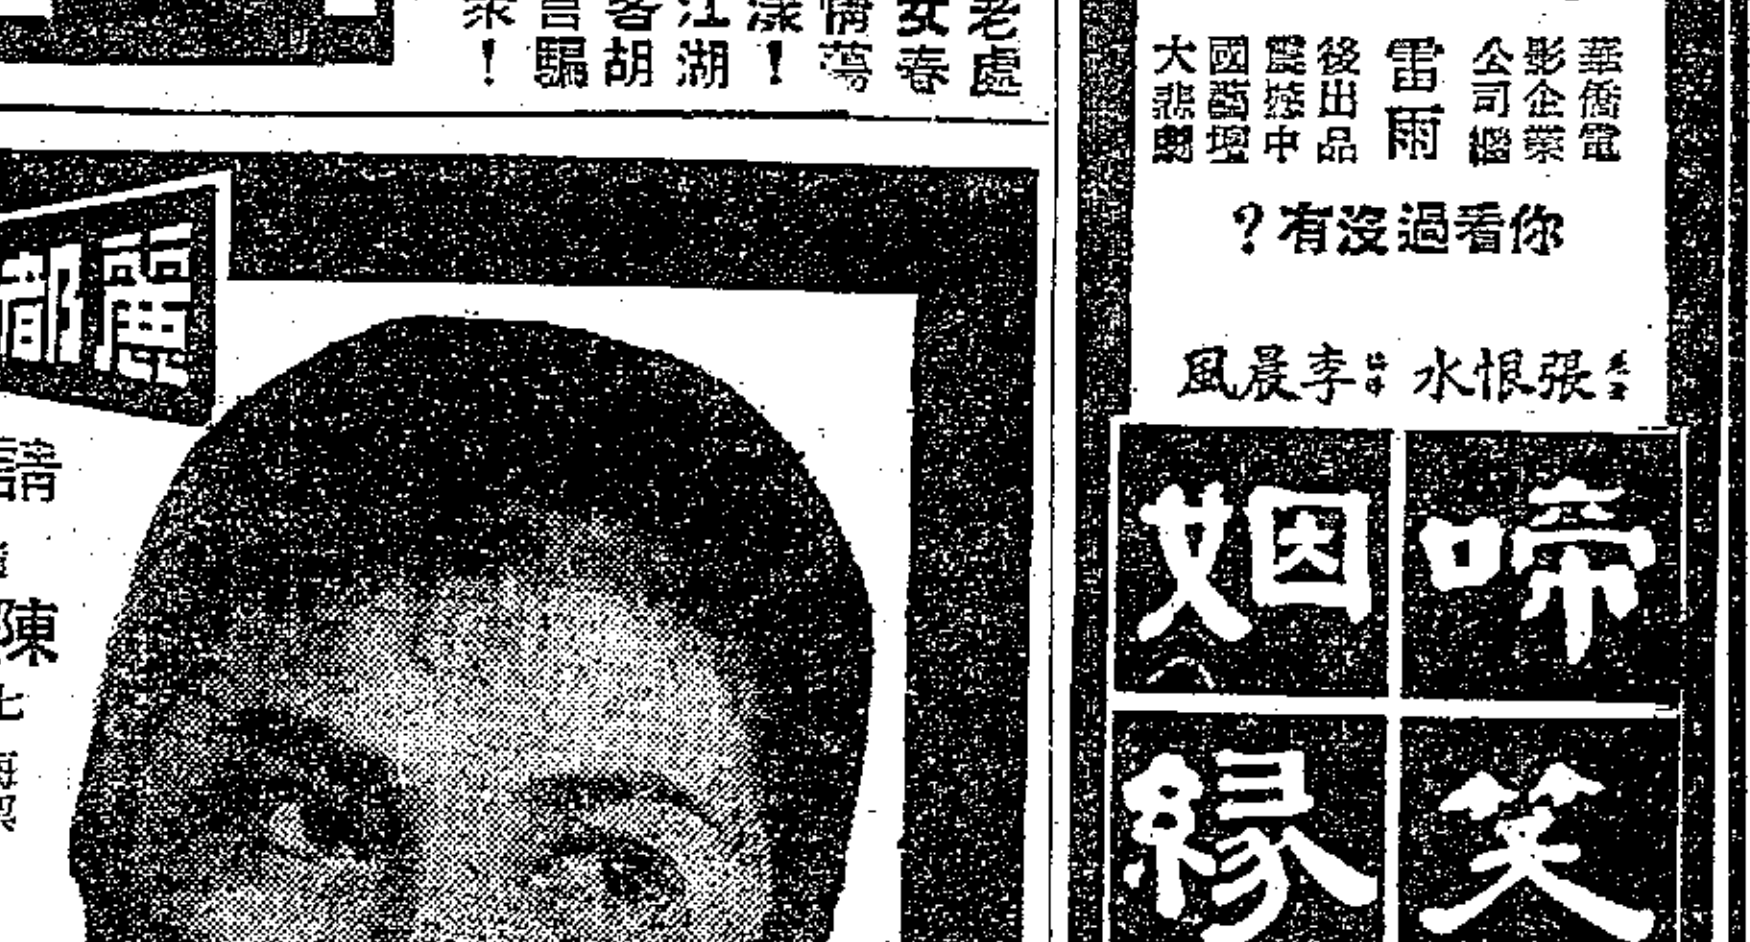 華僑電
影企業
公司繼
雷雨
後出品
震撼中
國藝壇
大悲劇
你看過沒有?
張恨水
李晨風
啼笑
姻緣
老處
女春
情蕩
漾!
江湖
客胡
言騙
麗都
陳